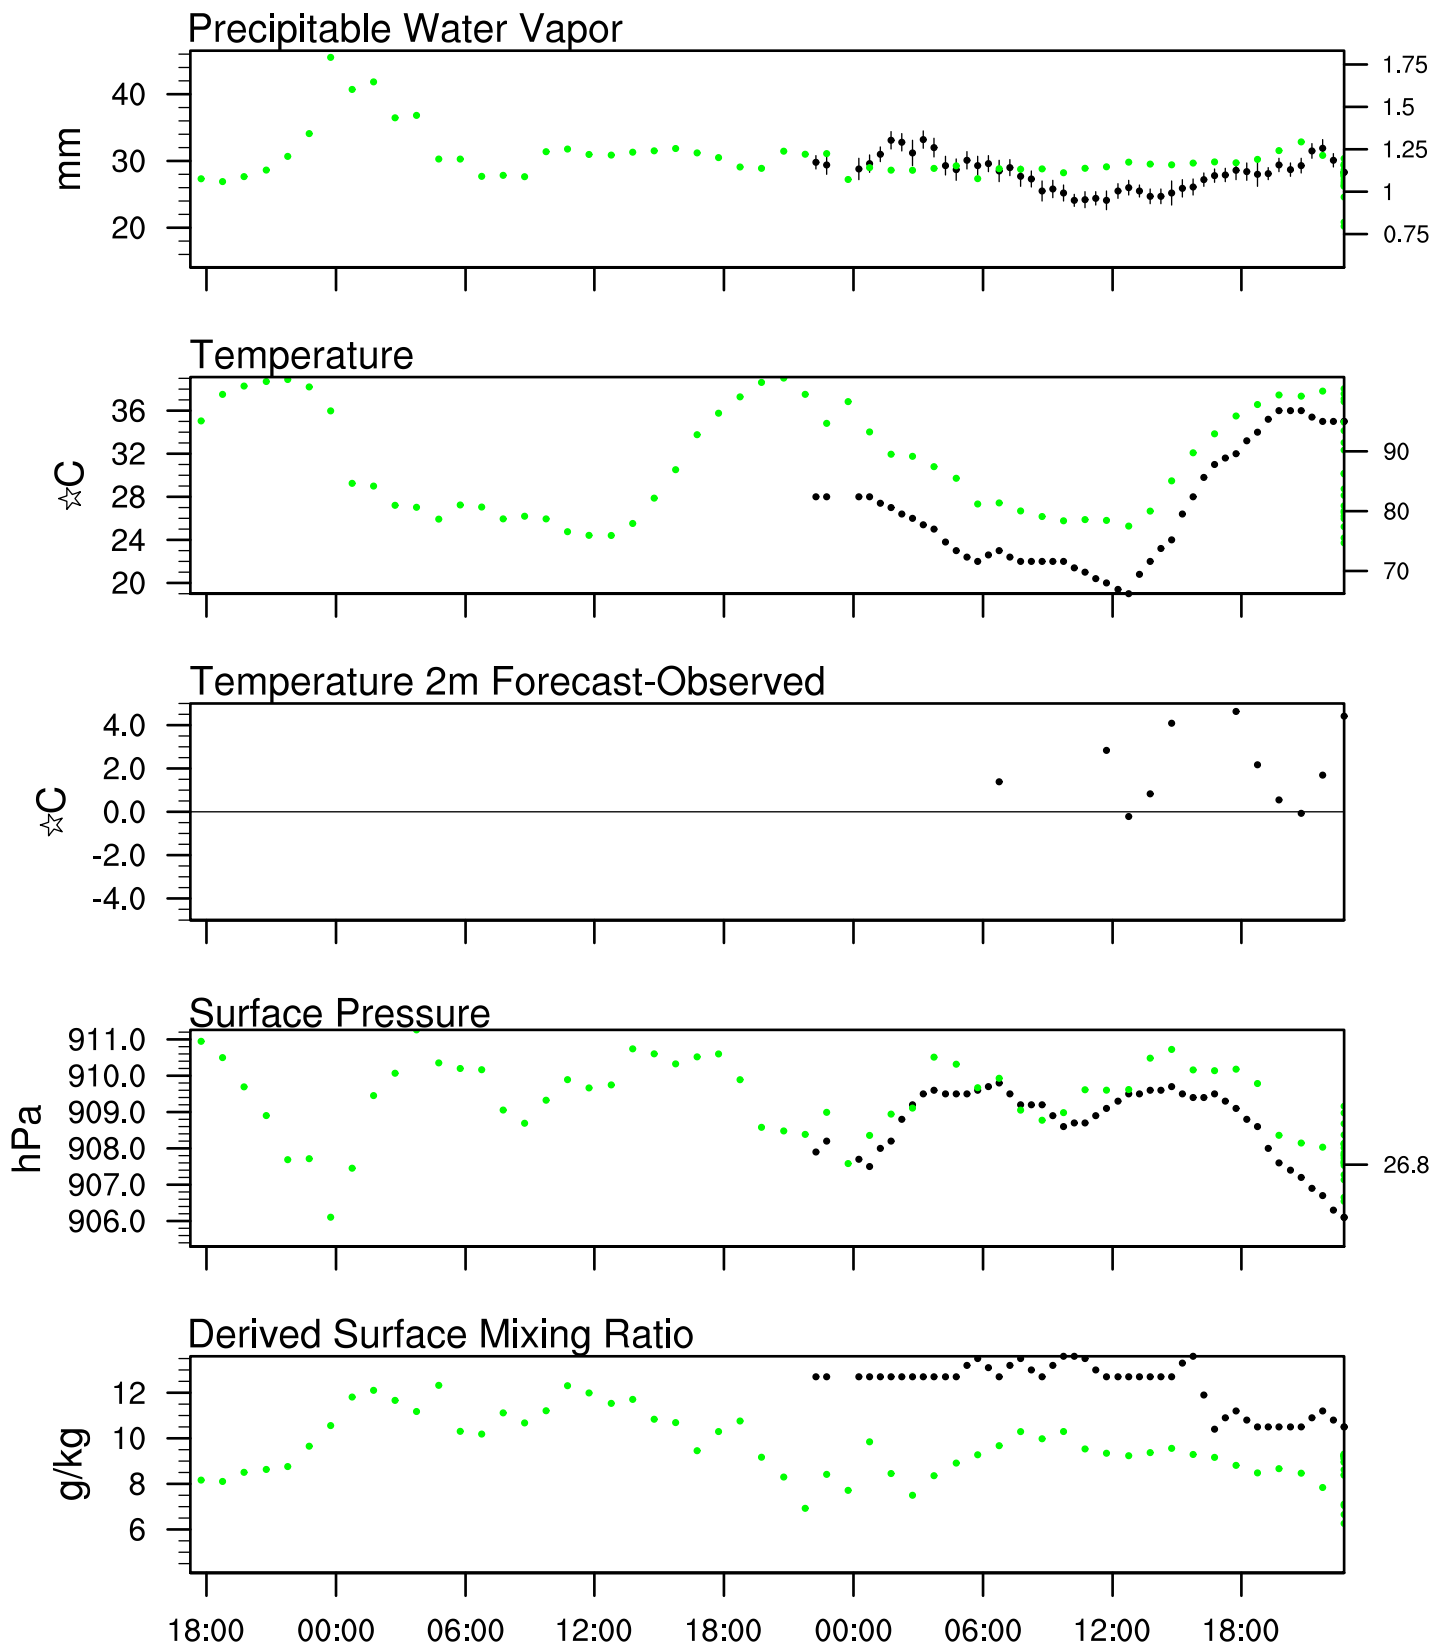 Precipitable Water Vapor
mm
40
30
20
1.75
1.5
1.25
1
0.75
Temperature
☆C
36
32
28
24
20
90
80
70
Temperature 2m Forecast-Observed
☆C
4.0
2.0
0.0
-2.0
-4.0
Surface Pressure
hPa
911.0
910.0
909.0
908.0
907.0
906.0
26.8
Derived Surface Mixing Ratio
g/kg
12
10
8
6
18:00 00:00 06:00 12:00 18:00 00:00 06:00 12:00 18:00